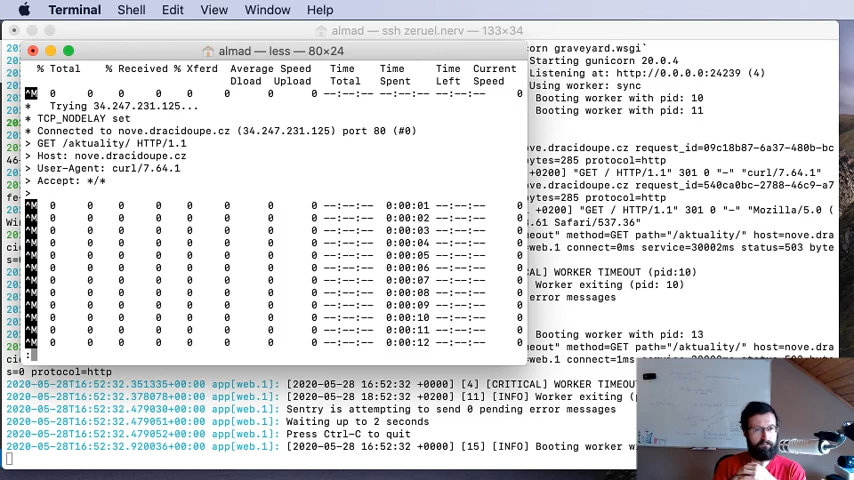 Terminal Shell Edit View Window Help
almad — ssh zeruel.nerv — 133×24
almad — less — 80×24
% Total % Received % Xferd Average Speed Time Time Time Current
Dload Upload Total Spent Left Speed
^M 0 0 0 0 0 0 0 0 --:--:-- --:--:-- --:--:-- 0
* Trying 34.247.231.125...
* TCP_NODELAY set
* Connected to nove.dracidoupe.cz (34.247.231.125) port 80 (#0)
> GET /aktuality/ HTTP/1.1
> Host: nove.dracidoupe.cz
> User-Agent: curl/7.64.1
> Accept: */*
>
^M 0 0 0 0 0 0 0 0 --:--:-- 0:00:01 --:--:-- 0
^M 0 0 0 0 0 0 0 0 --:--:-- 0:00:02 --:--:-- 0
^M 0 0 0 0 0 0 0 0 --:--:-- 0:00:03 --:--:-- 0
^M 0 0 0 0 0 0 0 0 --:--:-- 0:00:04 --:--:-- 0
^M 0 0 0 0 0 0 0 0 --:--:-- 0:00:05 --:--:-- 0
^M 0 0 0 0 0 0 0 0 --:--:-- 0:00:06 --:--:-- 0
^M 0 0 0 0 0 0 0 0 --:--:-- 0:00:07 --:--:-- 0
^M 0 0 0 0 0 0 0 0 --:--:-- 0:00:08 --:--:-- 0
^M 0 0 0 0 0 0 0 0 --:--:-- 0:00:09 --:--:-- 0
^M 0 0 0 0 0 0 0 0 --:--:-- 0:00:10 --:--:-- 0
^M 0 0 0 0 0 0 0 0 --:--:-- 0:00:11 --:--:-- 0
^M 0 0 0 0 0 0 0 0 --:--:-- 0:00:12 --:--:-- 0
:
corn graveyard.wsgi`
Starting gunicorn 20.0.4
Listening at: http://0.0.0.0:24239 (4)
Using worker: sync
Booting worker with pid: 10
Booting worker with pid: 11
nove.dracidoupe.cz request_id=09c18b87-6a37-480b-bc
bytes=285 protocol=http
+0200] "GET / HTTP/1.1" 301 0 "-" "curl/7.64.1"
nove.dracidoupe.cz request_id=540ca0bc-2788-46c9-a7
bytes=285 protocol=http
+0200] "GET / HTTP/1.1" 301 0 "-" "Mozilla/5.0 (
Safari/537.36"
method=GET path="/aktuality/" host=nove.dra
web.1 connect=0ms service=30002ms status=503 byte
WORKER TIMEOUT (pid:10)
Worker exiting (pid: 10)
error messages
Booting worker with pid: 13
method=GET path="/aktuality/" host=nove.dra
s=0 protocol=http
2020-05-28T16:52:32.351335+00:00 app[web.1]: [2020-05-28 16:52:32 +0000] [4] [CRITICAL] WORKER TIMEOU
2020-05-28T16:52:32.378078+00:00 app[web.1]: [2020-05-28 18:52:32 +0200] [11] [INFO] Worker exiting (p
2020-05-28T16:52:32.479030+00:00 app[web.1]: Sentry is attempting to send 0 pending error messages
2020-05-28T16:52:32.479051+00:00 app[web.1]: Waiting up to 2 seconds
2020-05-28T16:52:32.479052+00:00 app[web.1]: Press Ctrl-C to quit
2020-05-28T16:52:32.920036+00:00 app[web.1]: [2020-05-28 16:52:32 +0000] [15] [INFO] Booting worker w